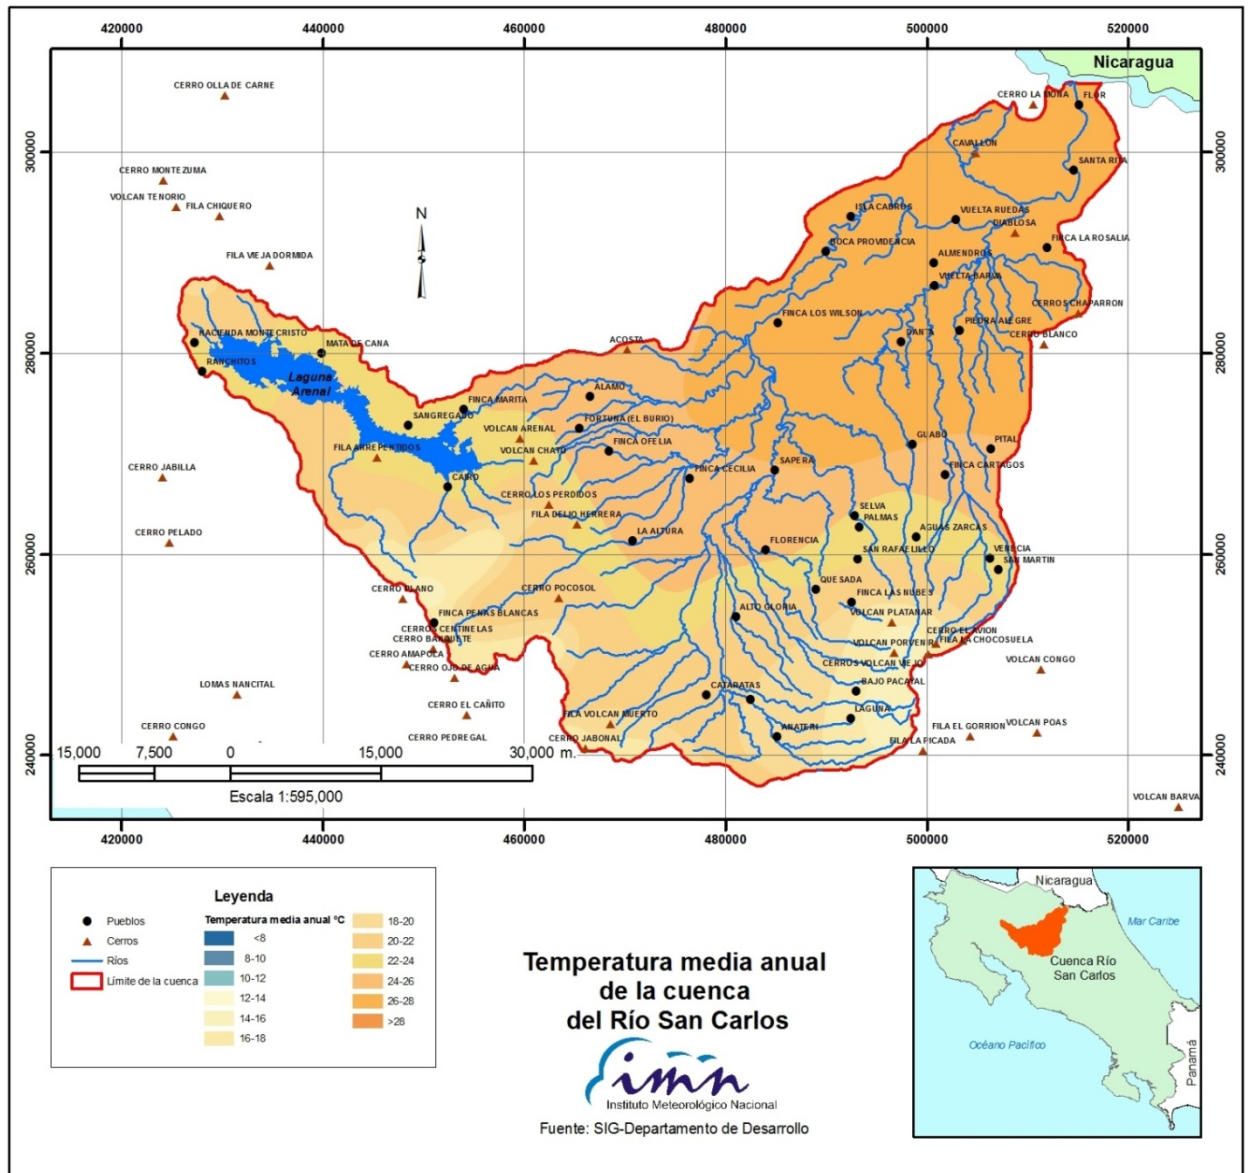 420000 440000 460000 480000 500000 520000
Nicaragua
CERRO OLLA DE CARNE
CERRO LA MONA
FLOR
300000
CAVALLON
300000
SANTA RITA
CERRO MONTEZUMA
VOLCAN TENORIO
FILA CHIQUERO
ISLA CABROS
VUELTA RUEDAS
DIABLOSA
N
BOCA PROVIDENCIA
FINCA LA ROSALIA
FILA VIEJA DORMIDA
ALMENDROS
VUELTA BARVA
CERROS CHAPARRON
FINCA LOS WILSON
PIEDRA ALEGRE
HACIENDA MONTECRISTO
DANTA
CERRO BLANCO
MATA DE CANA
ACOSTA
280000
280000
RANCHITOS
Laguna
Arenal
ALAMO
FINCA MARITA
SANGREGADO
FORTUNA (EL BURIO)
VOLCAN ARENAL
FINCA OFELIA
GUABO
PITAL
FILA ARREPENTIDOS
VOLCAN CHATO
SAPERA
CERRO JABILLA
FINCA CECILIA
FINCA CARTAGOS
CAIRO
CERRO LOS PERDIDOS
FILA DELIO HERRERA
SELVA
PALMAS
CERRO PELADO
LA ALTURA
AGUAS ZARCAS
FLORENCIA
SAN RAFAELILLO
VENECIA
260000
260000
SAN MARTIN
CERRO PLANO
CERRO POCOSOL
QUESADA
FINCA LAS NUBES
FINCA PENAS BLANCAS
ALTO GLORIA
VOLCAN PLATANAR
CERROS CENTINELAS
CERRO EL AVION
CERRO BANQUETE
VOLCAN PORVENIR
FILA LA CHOCOSUELA
CERRO AMAPOLA
CERROS VOLCAN VIEJO
VOLCAN CONGO
CERRO OJO DE AGUA
LOMAS NANCITAL
CATARATAS
BAJO PACAYAL
CERRO EL CAÑITO
FILA VOLCAN MUERTO
LAGUNA
CERRO CONGO
ANATERI
FILA EL GORRION
VOLCAN POAS
CERRO PEDREGAL
CERRO JABONAL
FILA LA PICADA
240000
240000
15,000 7,500 0 15,000 30,000 m.
Escala 1:595,000
VOLCAN BARVA
420000 440000 460000 480000 500000 520000
Leyenda
Pueblos
Cerros
Ríos
Límite de la cuenca
Temperatura media anual °C
<8
8-10
10-12
12-14
14-16
16-18
18-20
20-22
22-24
24-26
26-28
>28
Temperatura media anual
de la cuenca
del Río San Carlos
imn
Instituto Meteorológico Nacional
Fuente: SIG-Departamento de Desarrollo
Nicaragua
Mar Caribe
Cuenca Río
San Carlos
Océano Pacífico
Panamá